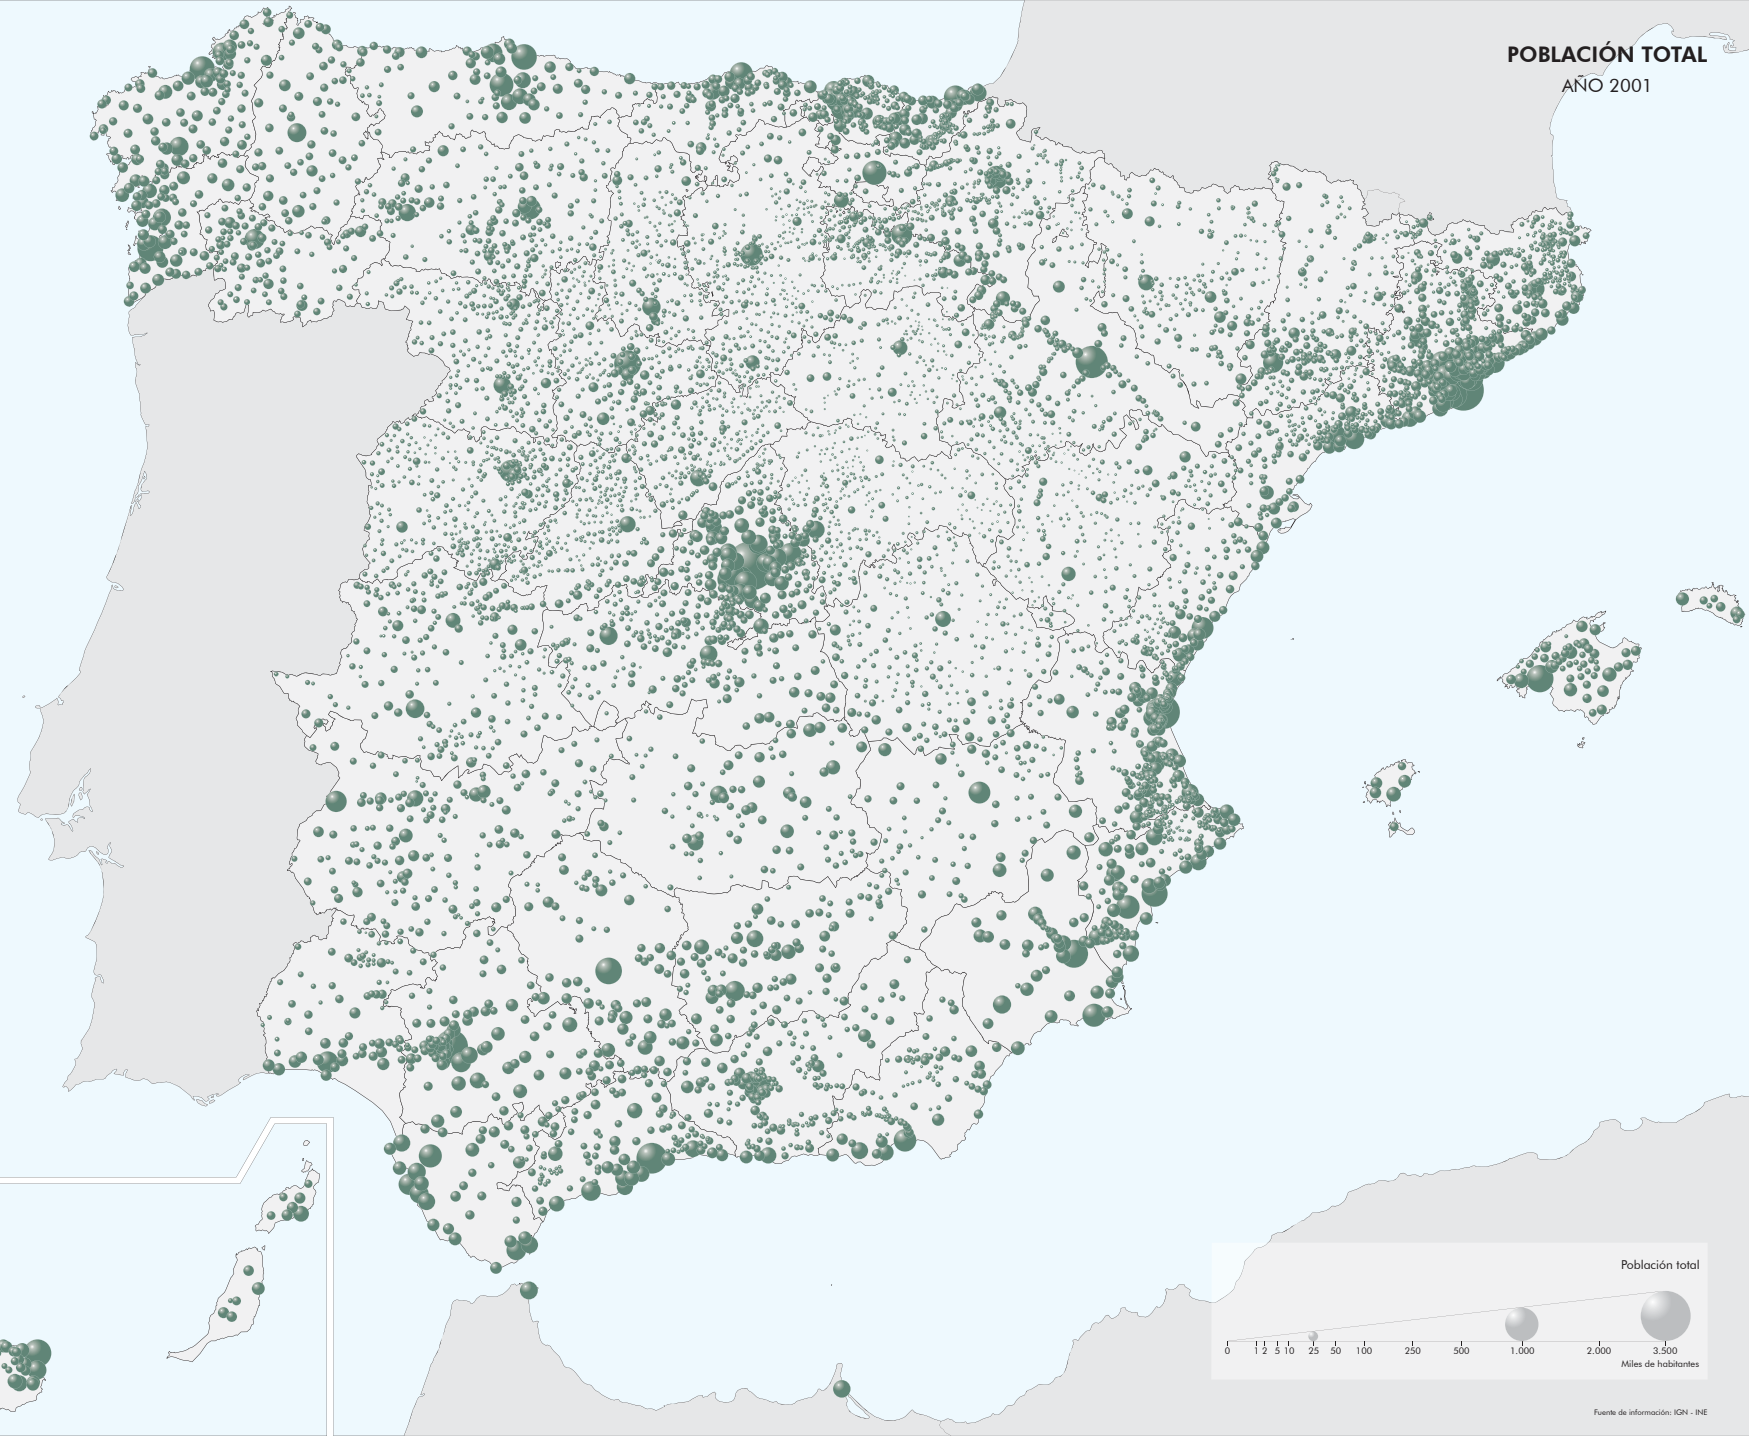 POBLACIÓN TOTAL
AÑO 2001
Población total
0 1 2 5 10 25 50 100 250 500 1.000 2.000 3.500
Miles de habitantes
Fuente de información: IGN - INE